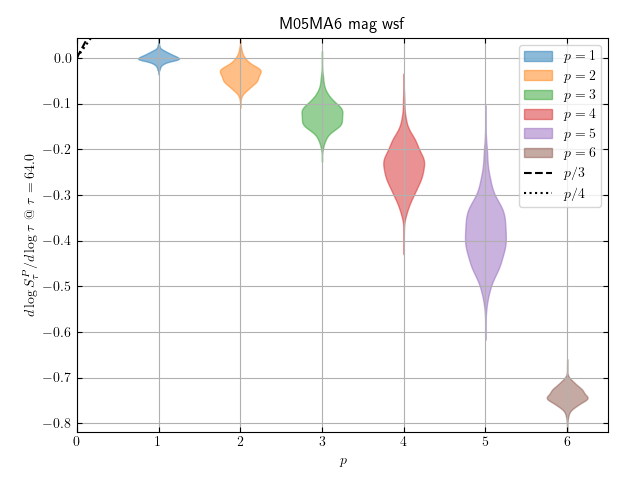 M05MA6 mag wsf
d log S_τ^P / d log τ @ τ = 64.0
0.0
−0.1
−0.2
−0.3
−0.4
−0.5
−0.6
−0.7
−0.8
0 1 2 3 4 5 6
p
p = 1
p = 2
p = 3
p = 4
p = 5
p = 6
p/3
p/4